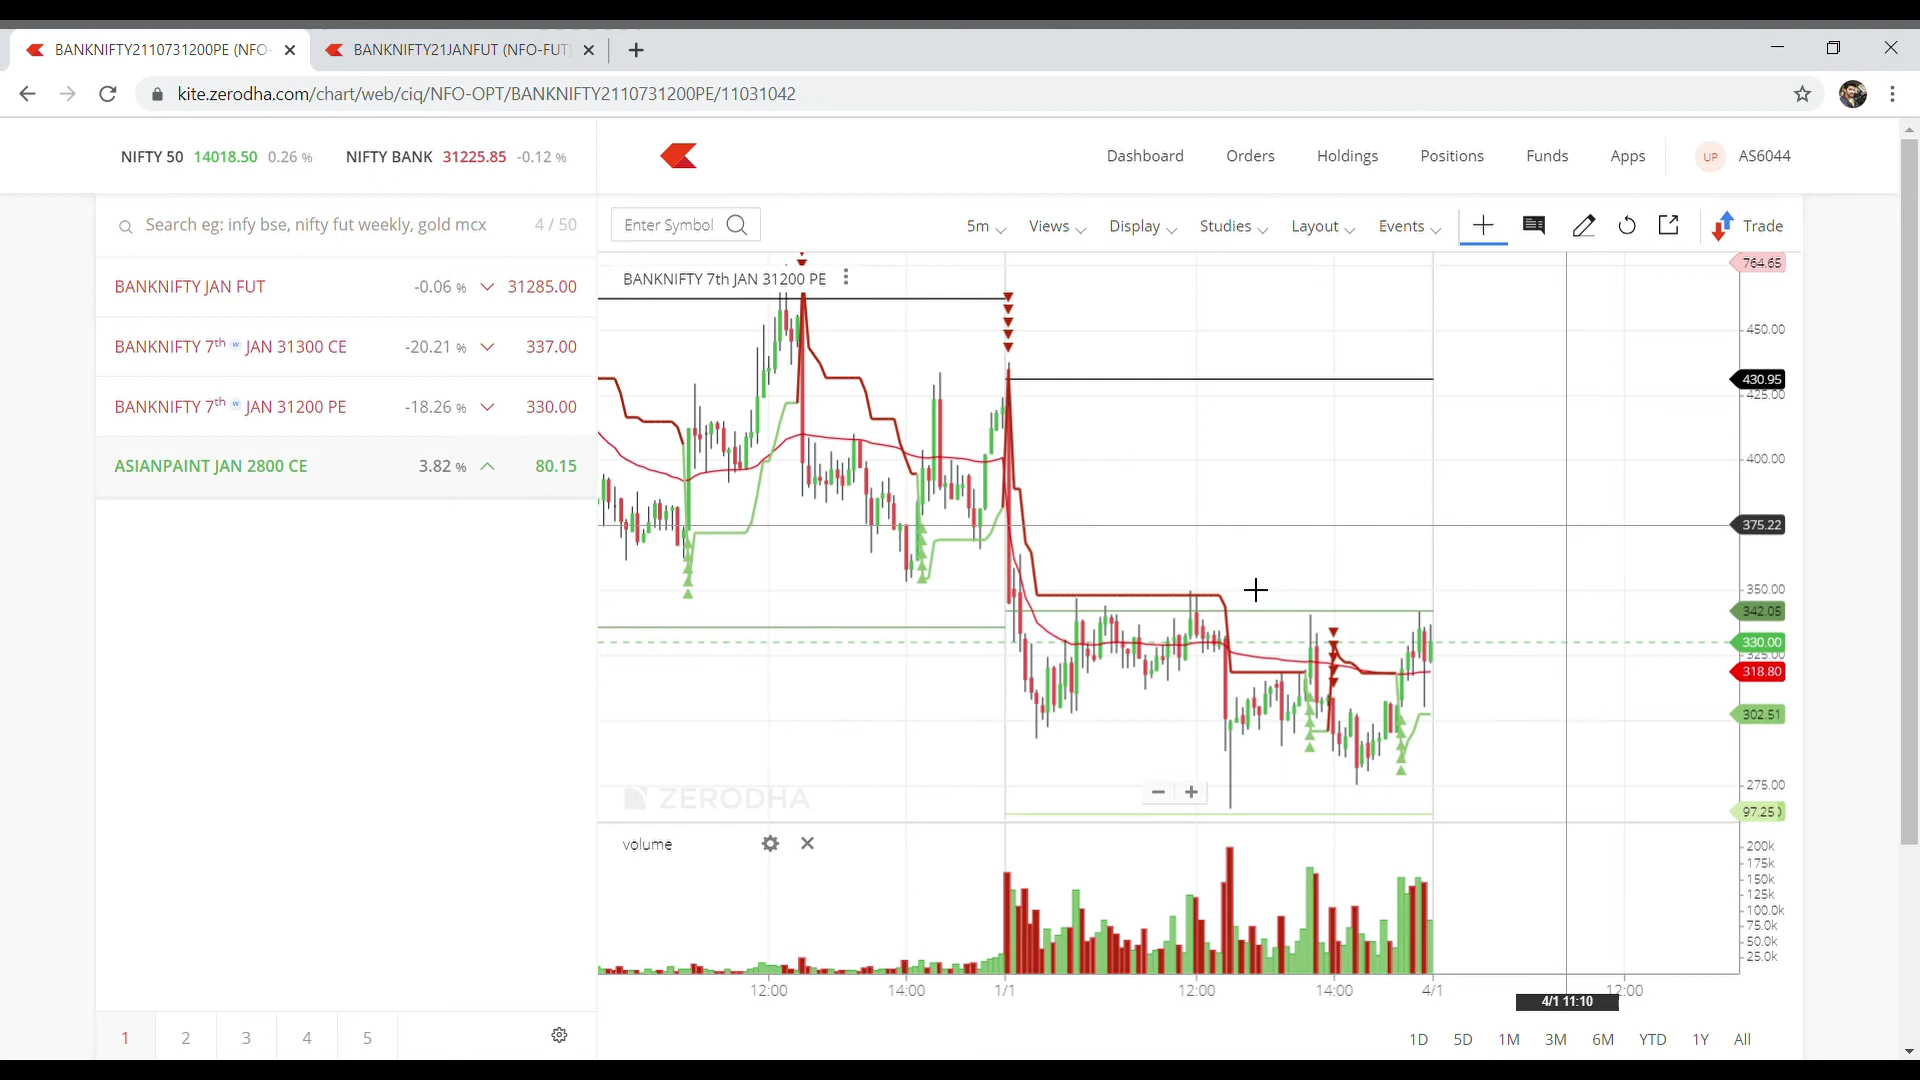 BANKNIFTY2110731200PE (NFO-
BANKNIFTY21JANFUT (NFO-FUT)
kite.zerodha.com/chart/web/ciq/NFO-OPT/BANKNIFTY2110731200PE/11031042
NIFTY 50 14018.50 0.26 % NIFTY BANK 31225.85 -0.12 %
Dashboard Orders Holdings Positions Funds Apps UP AS6044
Search eg: infy bse, nifty fut weekly, gold mcx 4 / 50
Enter Symbol 5m Views Display Studies Layout Events Trade
BANKNIFTY JAN FUT -0.06 % 31285.00
BANKNIFTY 7th w JAN 31300 CE -20.21 % 337.00
BANKNIFTY 7th w JAN 31200 PE -18.26 % 330.00
ASIANPAINT JAN 2800 CE 3.82 % 80.15
BANKNIFTY 7th JAN 31200 PE
764.65
450.00
430.95
425.00
400.00
375.22
350.00
342.05
330.00
325.00
318.80
302.51
275.00
97.25
ZERODHA
volume
200k
175k
150k
125k
100.0k
75.0k
50.0k
25.0k
12:00 14:00 1/1 12:00 14:00 4/1 12:00
4/1 11:10
1 2 3 4 5
1D 5D 1M 3M 6M YTD 1Y All